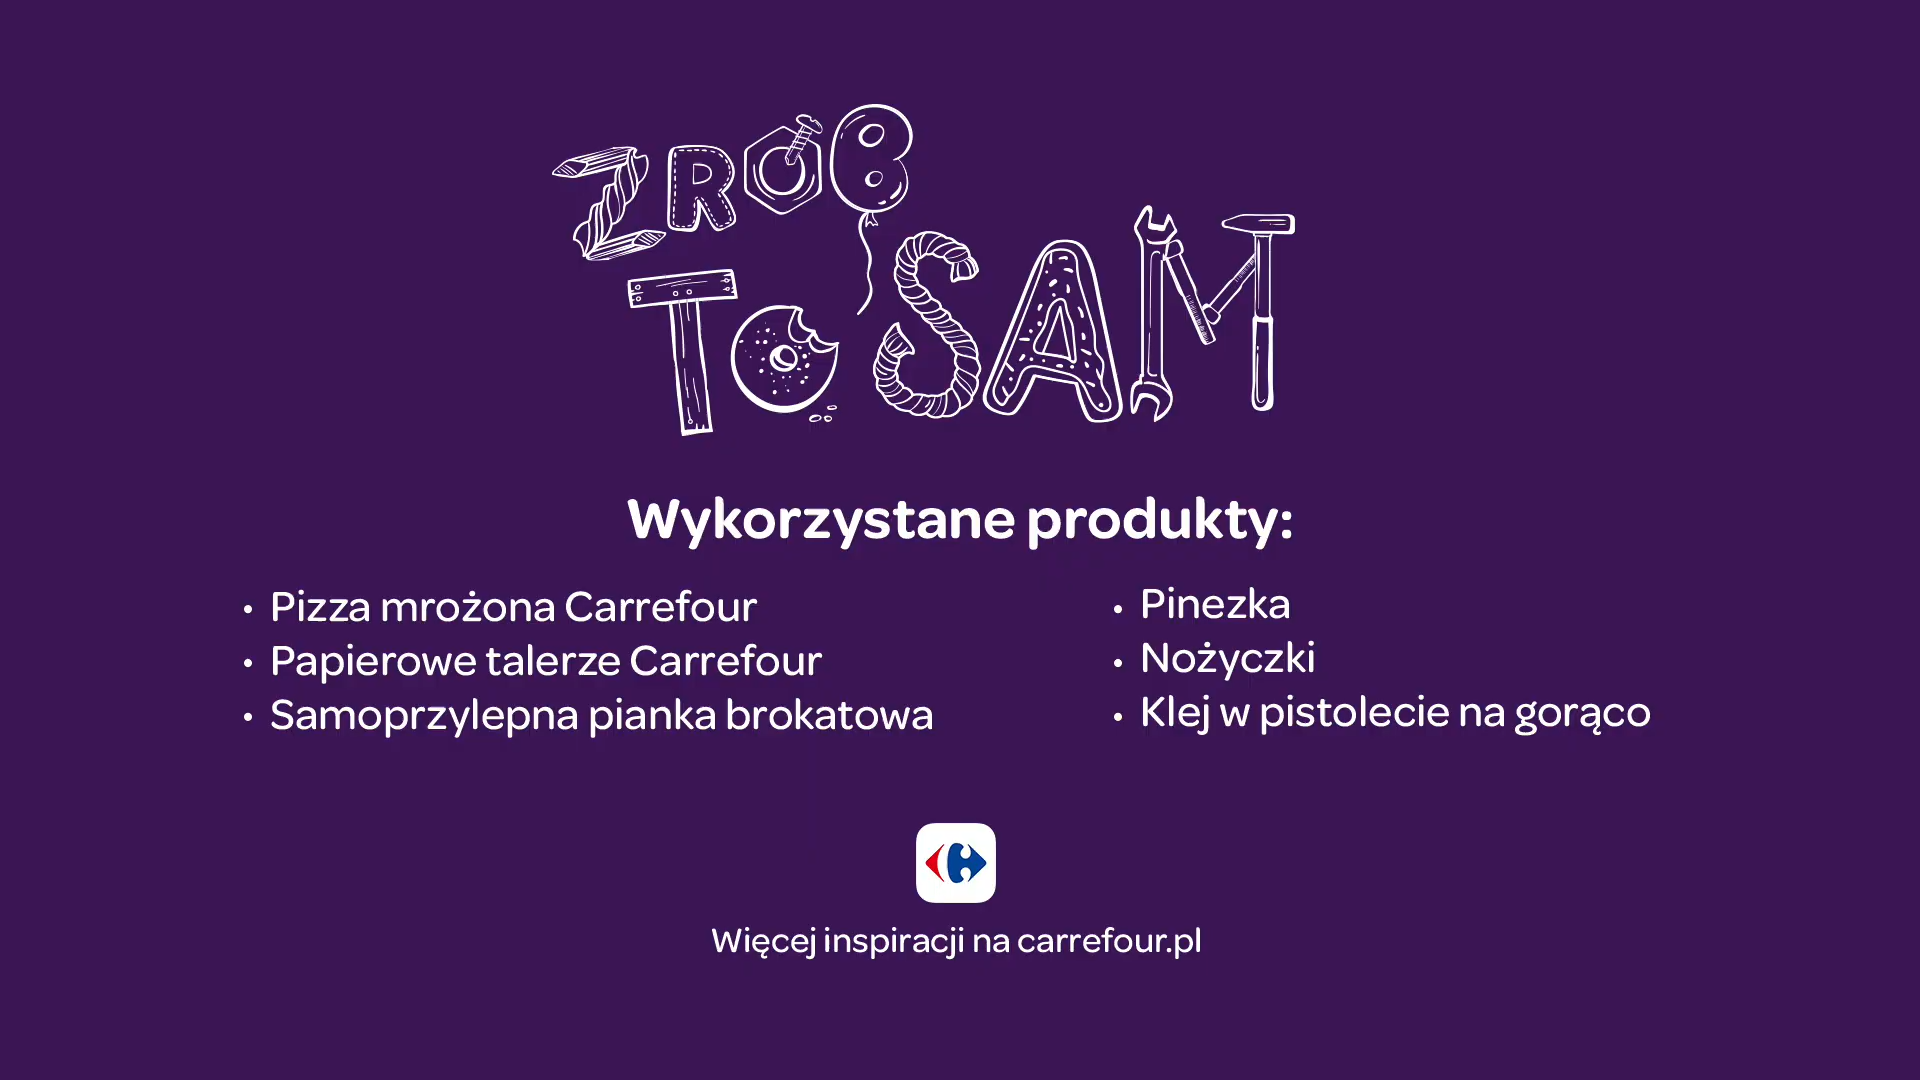 ZRÓB
TO SAM
Wykorzystane produkty:
• Pizza mrożona Carrefour
• Papierowe talerze Carrefour
• Samoprzylepna pianka brokatowa
• Pinezka
• Nożyczki
• Klej w pistolecie na gorąco
Więcej inspiracji na carrefour.pl